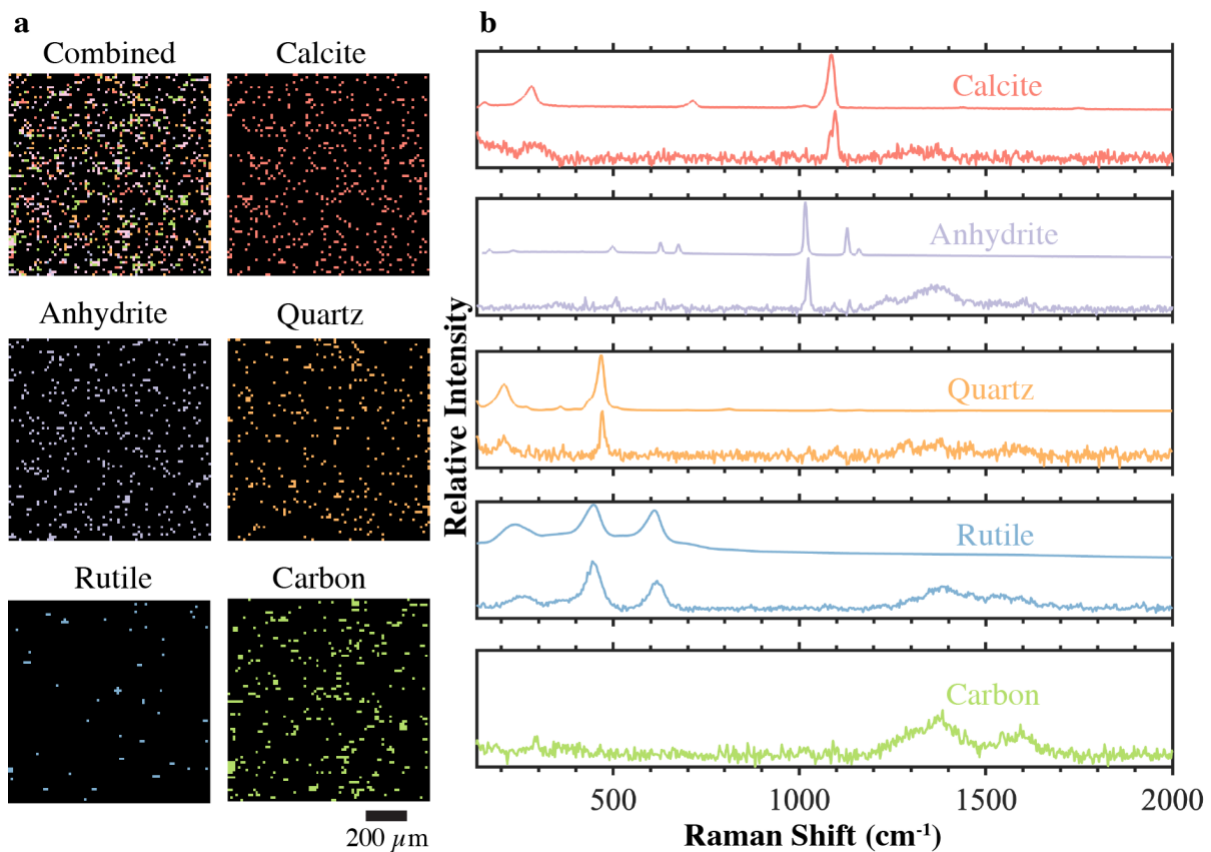 a
Combined Calcite
Anhydrite Quartz
Rutile Carbon
200 µm
b
Calcite
Anhydrite
Quartz
Rutile
Carbon
Relative Intensity
500 1000 1500 2000
Raman Shift (cm⁻¹)